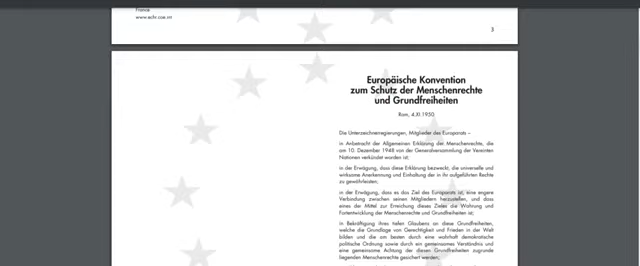 France
www.echr.coe.int
3
Europäische Konvention
zum Schutz der Menschenrechte
und Grundfreiheiten
Rom, 4.XI.1950
Die Unterzeichnerregierungen, Mitglieder des Europarats –
in Anbetracht der Allgemeinen Erklärung der Menschenrechte, die
am 10. Dezember 1948 von der Generalversammlung der Vereinten
Nationen verkündet worden ist;
in der Erwägung, dass diese Erklärung bezweckt, die universelle und
wirksame Anerkennung und Einhaltung der in ihr aufgeführten Rechte
zu gewährleisten;
in der Erwägung, dass es das Ziel des Europarats ist, eine engere
Verbindung zwischen seinen Mitgliedern herzustellen, und dass
eines der Mittel zur Erreichung dieses Zieles die Wahrung und
Fortentwicklung der Menschenrechte und Grundfreiheiten ist;
in Bekräftigung ihres tiefen Glaubens an diese Grundfreiheiten,
welche die Grundlage von Gerechtigkeit und Frieden in der Welt
bilden und die am besten durch eine wahrhaft demokratische
politische Ordnung sowie durch ein gemeinsames Verständnis und
eine gemeinsame Achtung der diesen Grundfreiheiten zugrunde
liegenden Menschenrechte gesichert werden;